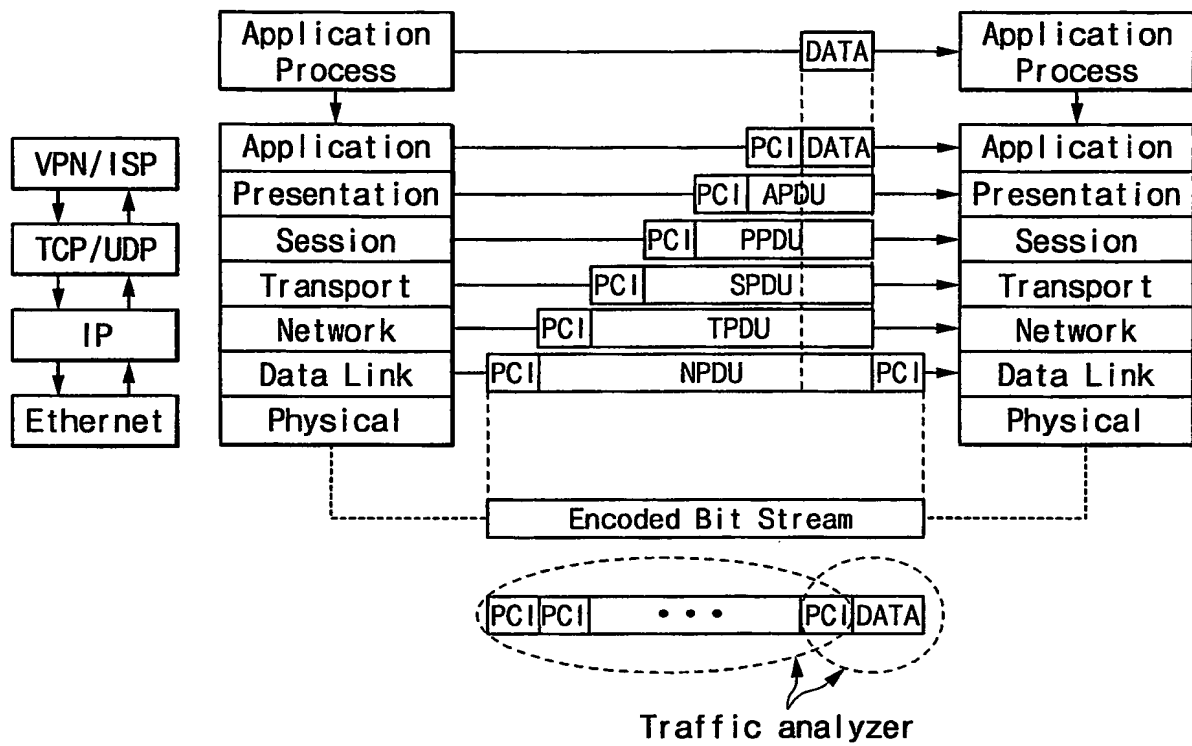 Application
Process
DATA
Application
Process
VPN/ISP
TCP/UDP
IP
Ethernet
Application
PCI DATA
Application
Presentation
PCI APDU
Presentation
Session
PCI PPDU
Session
Transport
PCI SPDU
Transport
Network
PCI TPDU
Network
Data Link
PCI NPDU PCI
Data Link
Physical
Physical
Encoded Bit Stream
PCI PCI • • • PCI DATA
Traffic analyzer